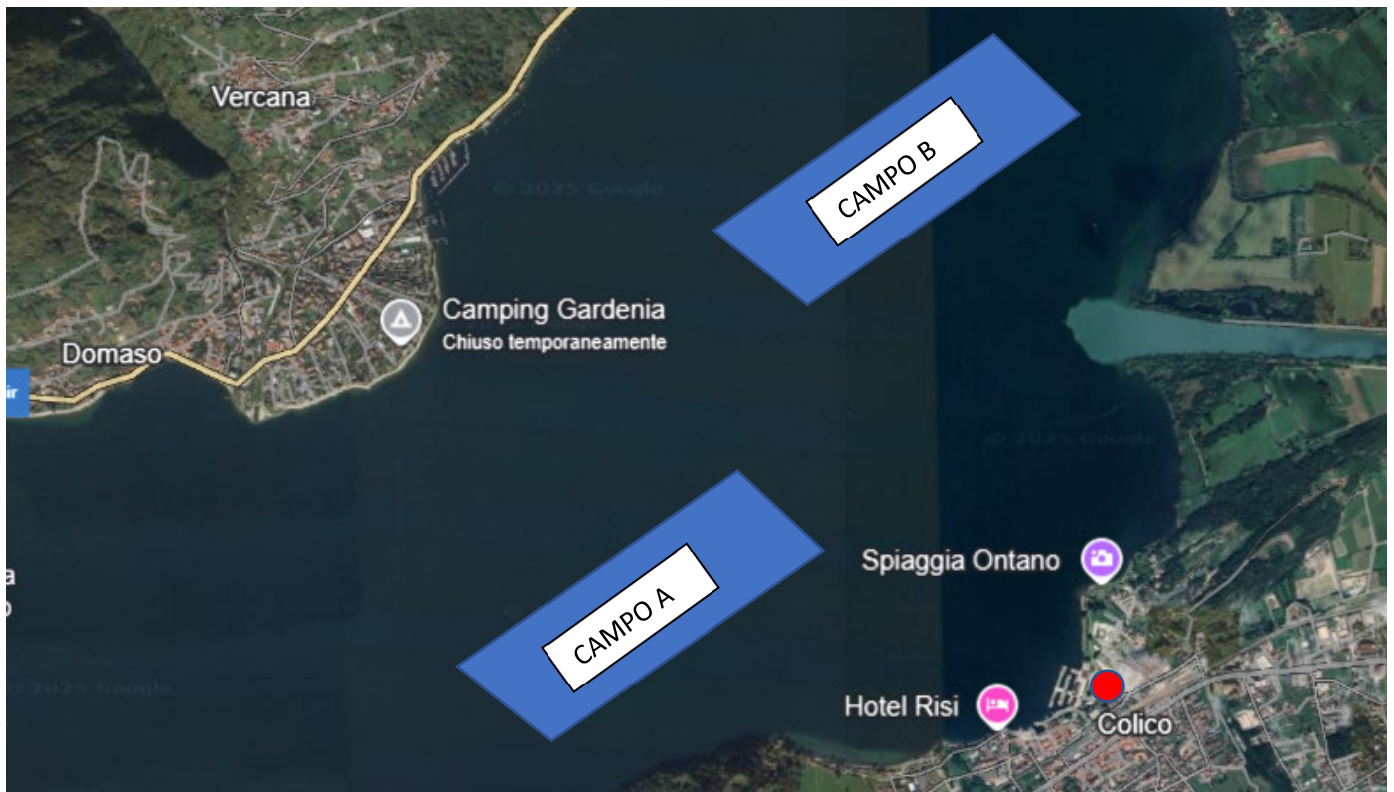 Vercana
CAMPO B
© 2025 Google
Camping Gardenia
Chiuso temporaneamente
Domaso
ir
© 2025 Google
a
CAMPO A
Spiaggia Ontano
© 2025 Google
Hotel Risi
Colico